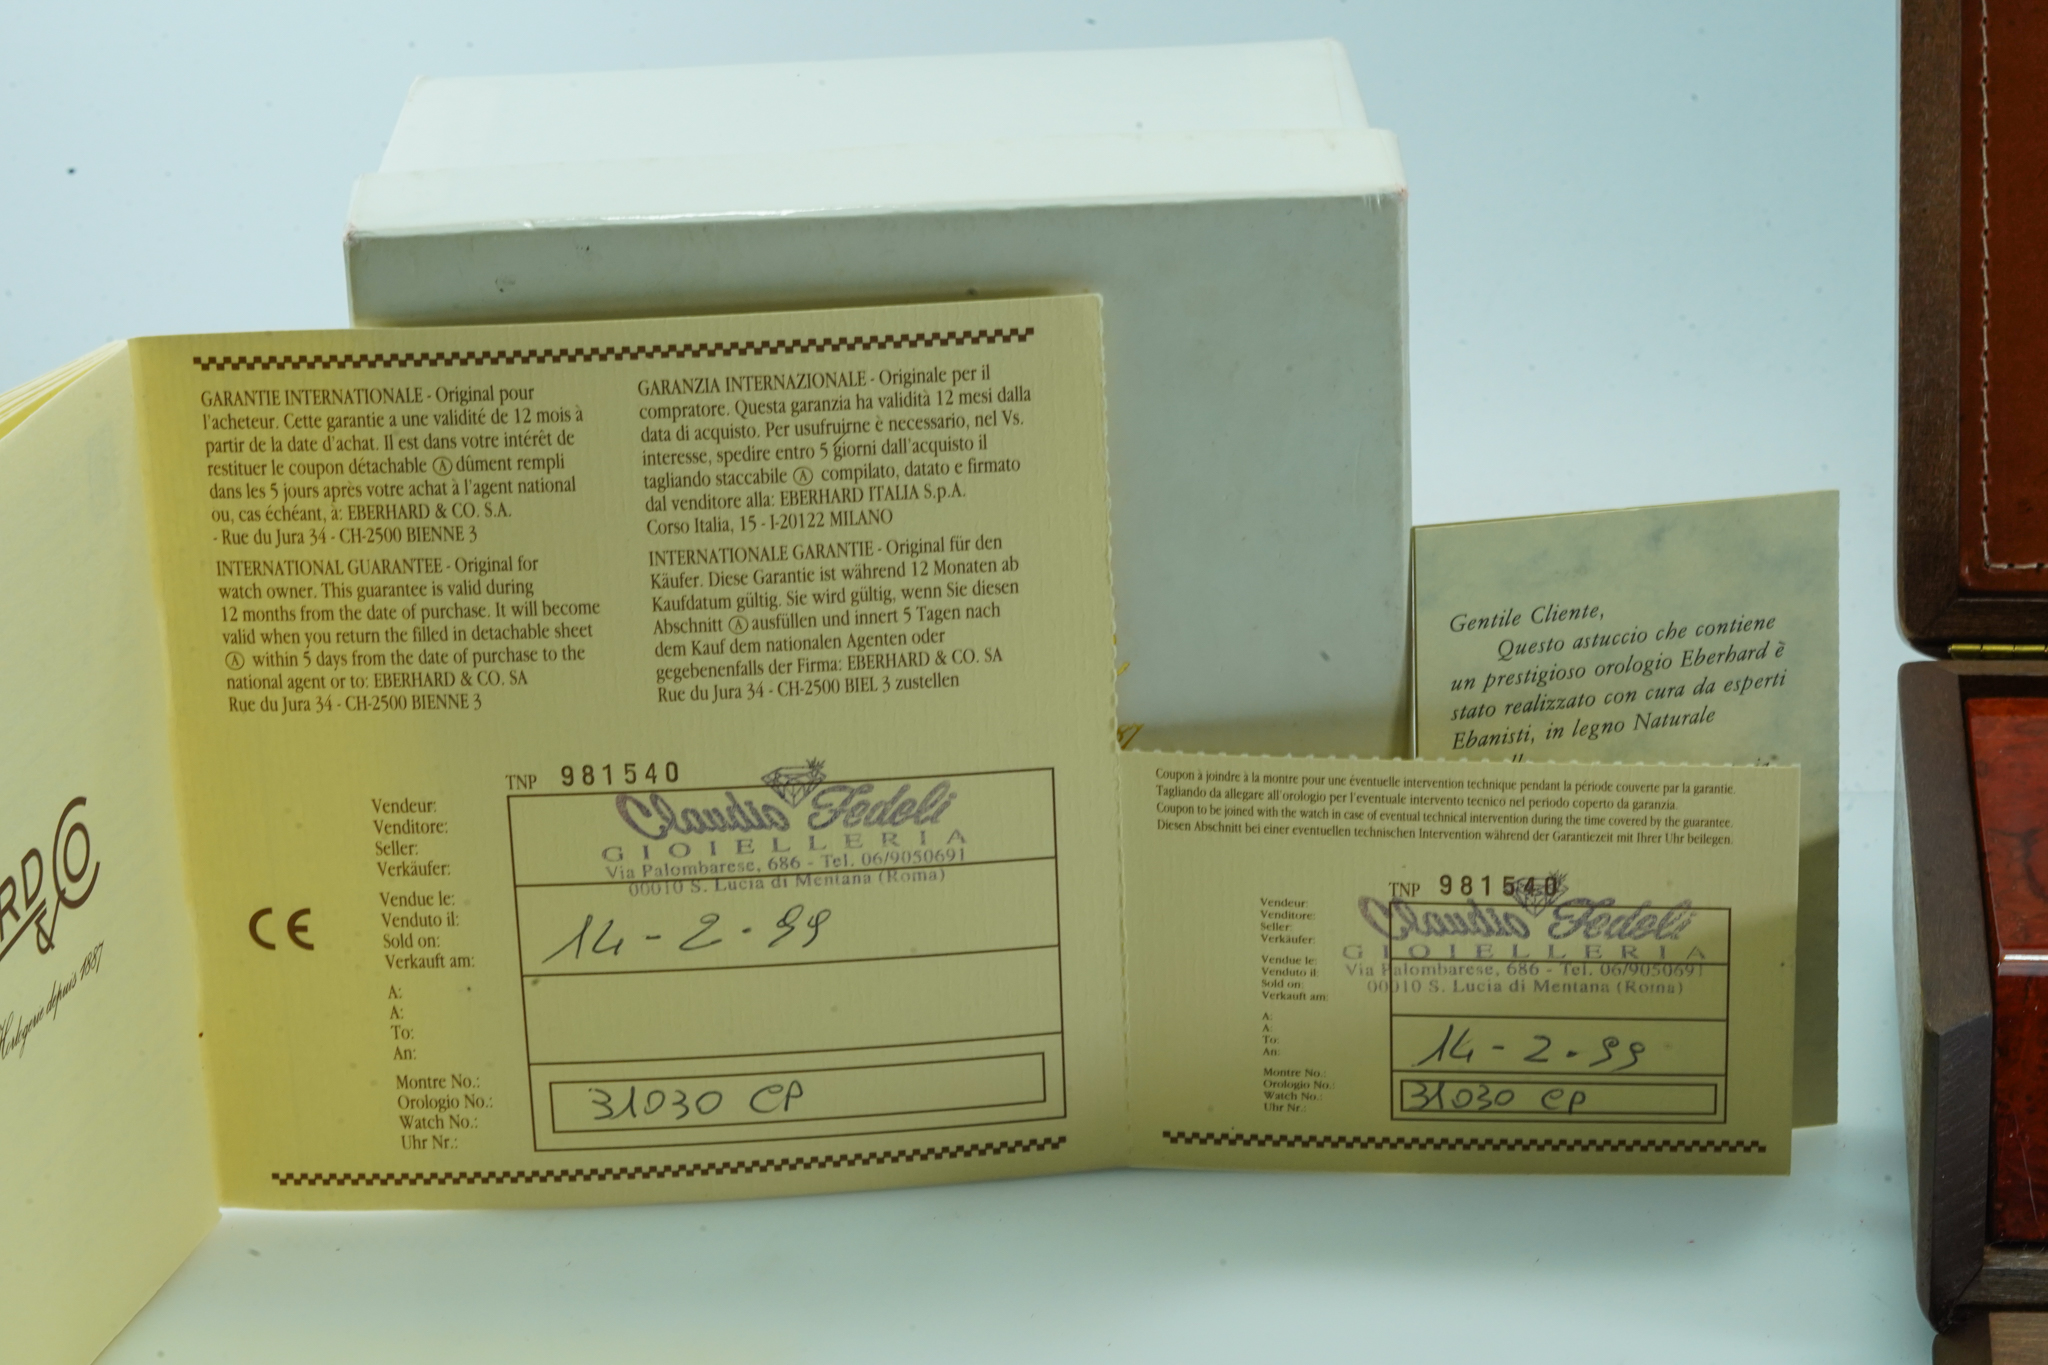 RD
& CO
Horlogerie depuis 1887
GARANTIE INTERNATIONALE - Original pour
l'acheteur. Cette garantie a une validité de 12 mois à
partir de la date d'achat. Il est dans votre intérêt de
restituer le coupon détachable Ⓐ dûment rempli
dans les 5 jours après votre achat à l'agent national
ou, cas échéant, à: EBERHARD & CO. S.A.
- Rue du Jura 34 - CH-2500 BIENNE 3
INTERNATIONAL GUARANTEE - Original for
watch owner. This guarantee is valid during
12 months from the date of purchase. It will become
valid when you return the filled in detachable sheet
Ⓐ within 5 days from the date of purchase to the
national agent or to: EBERHARD & CO. SA
Rue du Jura 34 - CH-2500 BIENNE 3
GARANZIA INTERNAZIONALE - Originale per il
compratore. Questa garanzia ha validità 12 mesi dalla
data di acquisto. Per usufruirne è necessario, nel Vs.
interesse, spedire entro 5 giorni dall'acquisto il
tagliando staccabile Ⓐ compilato, datato e firmato
dal venditore alla: EBERHARD ITALIA S.p.A.
Corso Italia, 15 - I-20122 MILANO
INTERNATIONALE GARANTIE - Original für den
Käufer. Diese Garantie ist während 12 Monaten ab
Kaufdatum gültig. Sie wird gültig, wenn Sie diesen
Abschnitt Ⓐ ausfüllen und innert 5 Tagen nach
dem Kauf dem nationalen Agenten oder
gegebenenfalls der Firma: EBERHARD & CO. SA
Rue du Jura 34 - CH-2500 BIEL 3 zustellen
TNP 981540
Vendeur:
Venditore:
Seller:
Verkäufer:
Claudio Fedeli
GIOIELLERIA
Via Palombarese, 686 - Tel. 06/9050691
00010 S. Lucia di Mentana (Roma)
Vendue le:
Venduto il:
Sold on:
Verkauft am:
14-2.99
A:
A:
To:
An:
Montre No.:
Orologio No.:
Watch No.:
Uhr Nr.:
31030 CP
CE
Gentile Cliente,
Questo astuccio che contiene
un prestigioso orologio Eberhard è
stato realizzato con cura da esperti
Ebanisti, in legno Naturale
Coupon à joindre à la montre pour une éventuelle intervention technique pendant la période couverte par la garantie.
Tagliando da allegare all'orologio per l'eventuale intervento tecnico nel periodo coperto da garanzia.
Coupon to be joined with the watch in case of eventual technical intervention during the time covered by the guarantee.
Diesen Abschnitt bei einer eventuellen technischen Intervention während der Garantiezeit mit Ihrer Uhr beilegen.
TNP 981540
Vendeur:
Venditore:
Seller:
Verkäufer:
Claudio Fedeli
GIOIELLERIA
Via Palombarese, 686 - Tel. 06/9050691
00010 S. Lucia di Mentana (Roma)
Vendue le:
Venduto il:
Sold on:
Verkauft am:
A:
A:
To:
An:
14-2.99
Montre No.:
Orologio No.:
Watch No.:
Uhr Nr.:
31030 CP